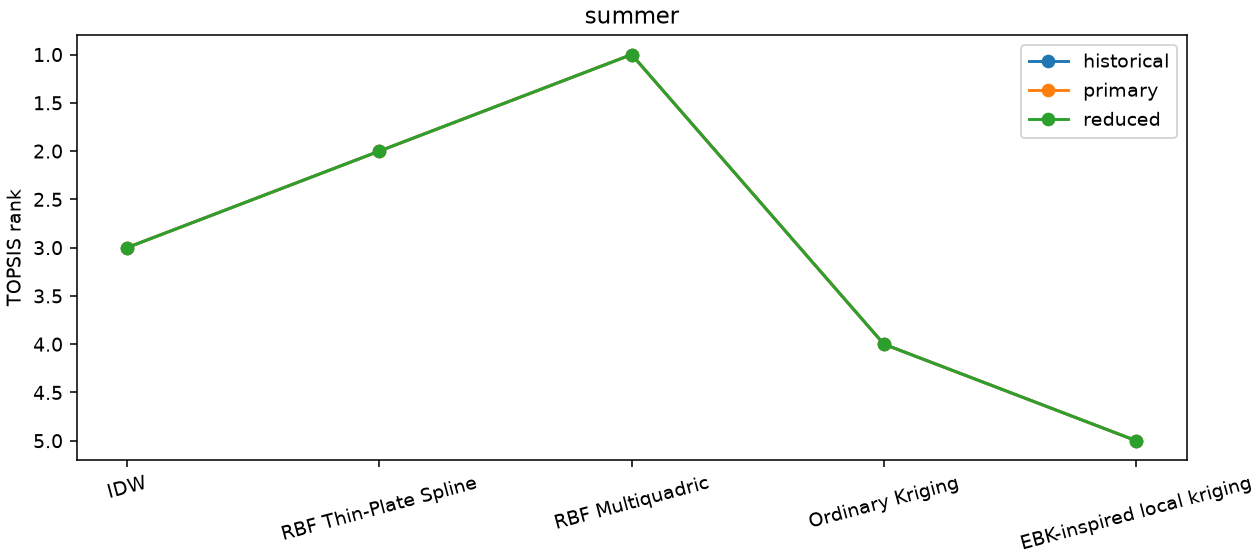 summer
historical
primary
reduced
TOPSIS rank
1.0
1.5
2.0
2.5
3.0
3.5
4.0
4.5
5.0
IDW
RBF Thin-Plate Spline
RBF Multiquadric
Ordinary Kriging
EBK-inspired local kriging